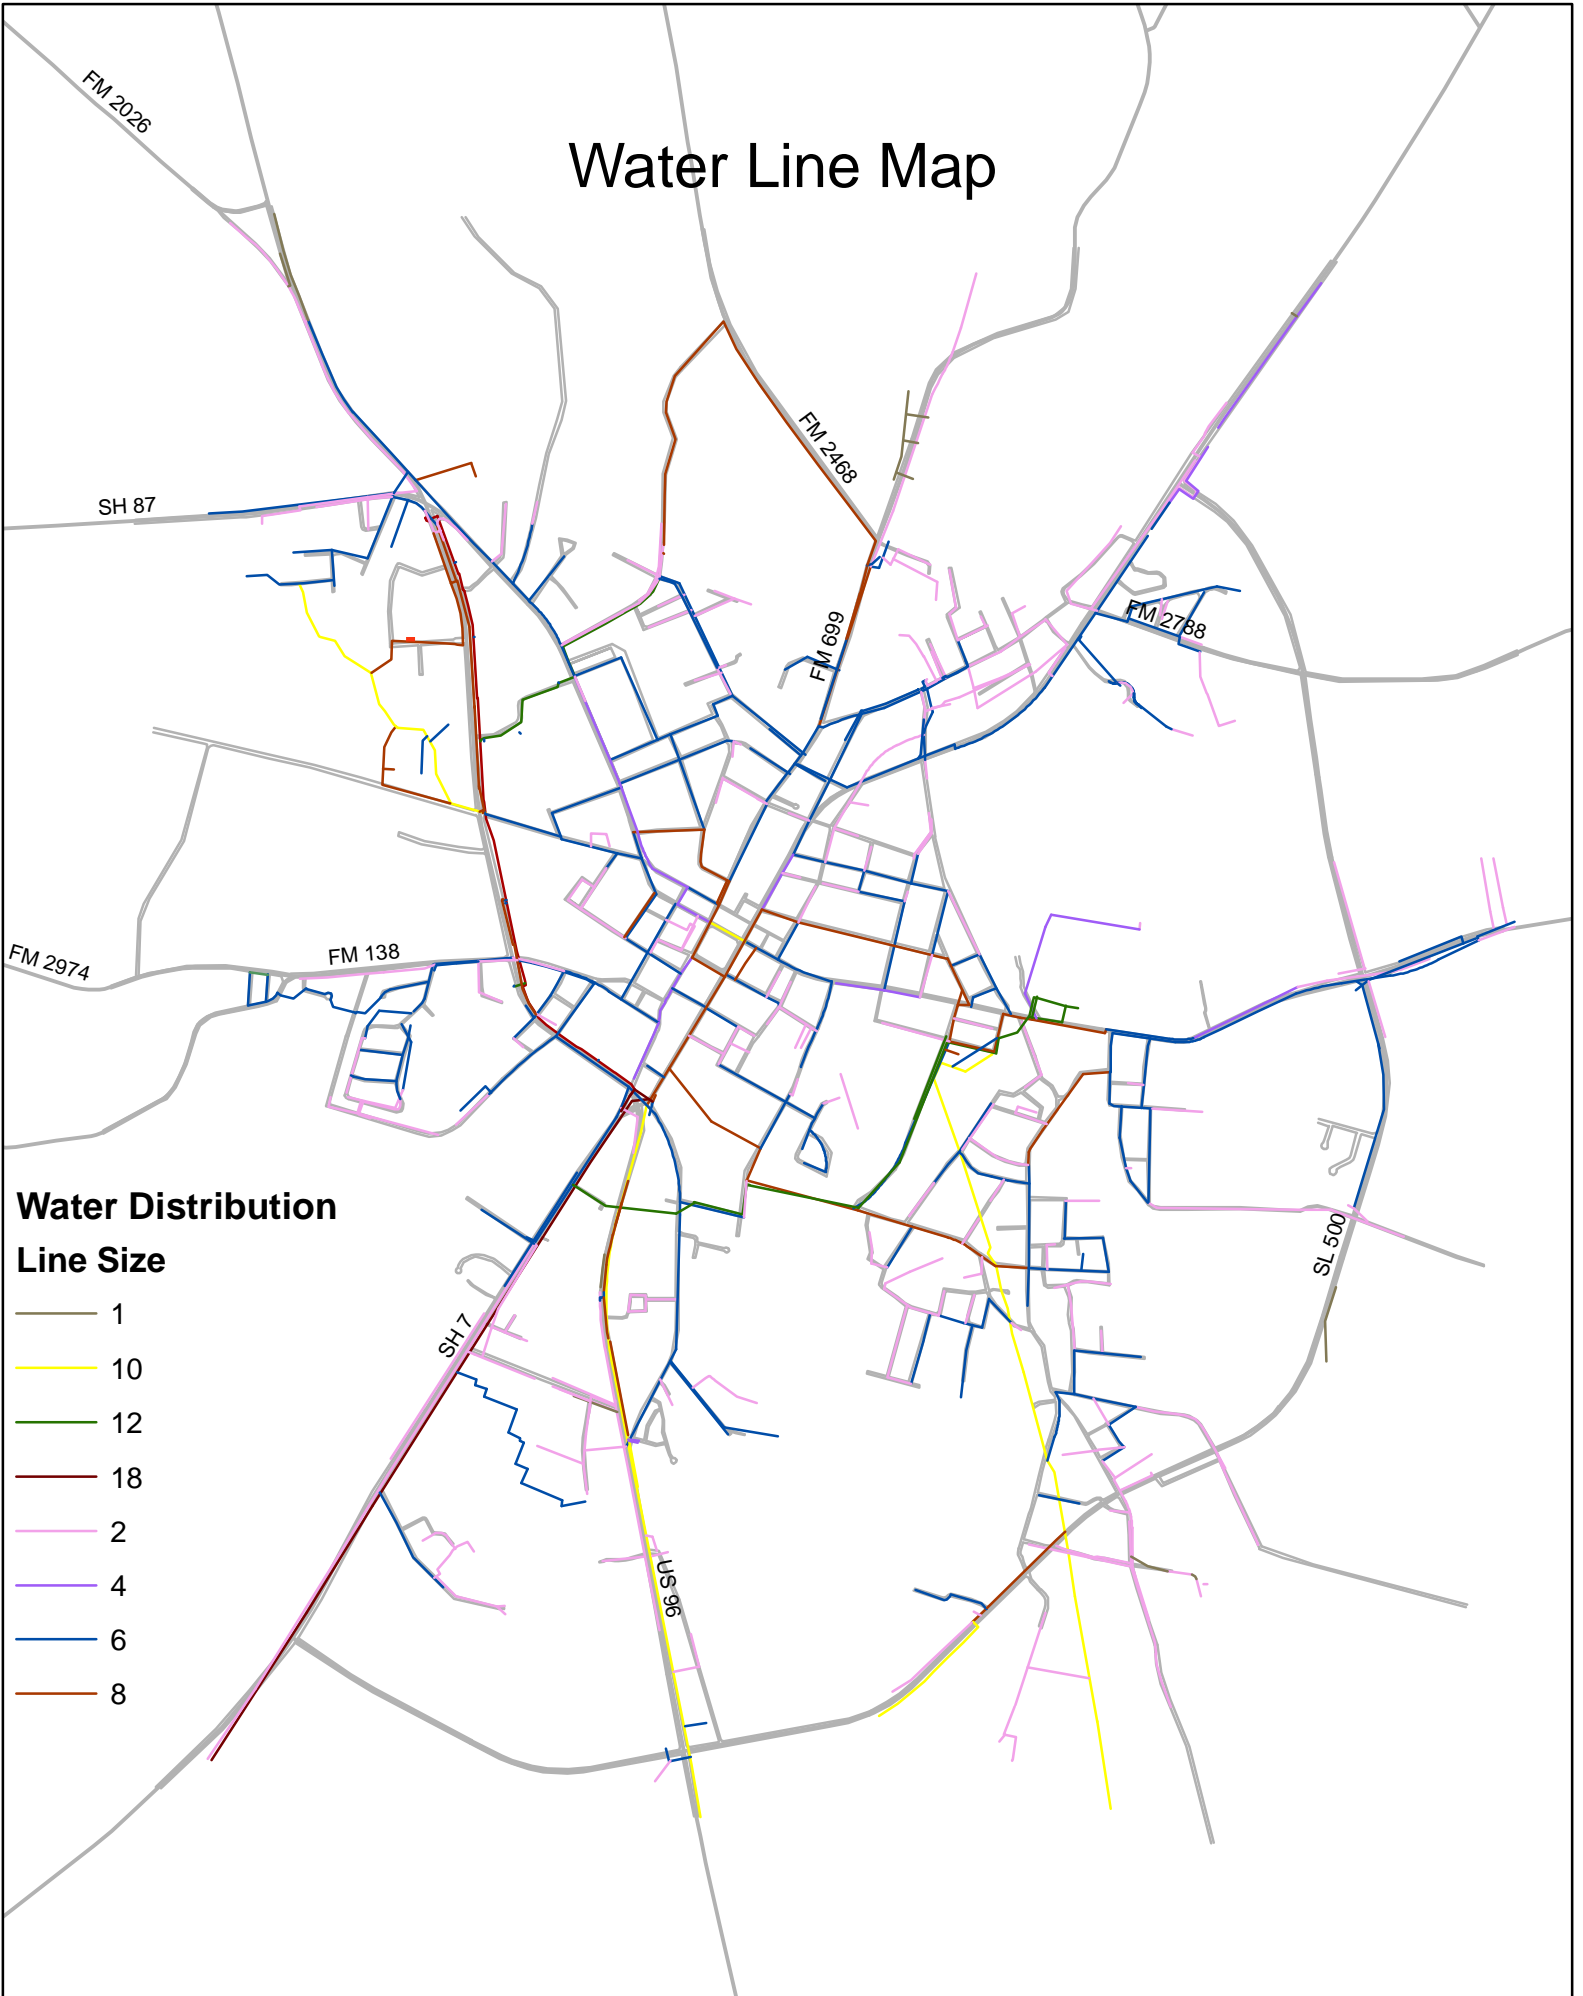 FM 2026
Water Line Map
FM 2468
SH 87
FM 699
FM 2788
FM 138
FM 2974
Water Distribution
Line Size
1
10
12
18
2
4
6
8
SL 500
SH 7
US 96